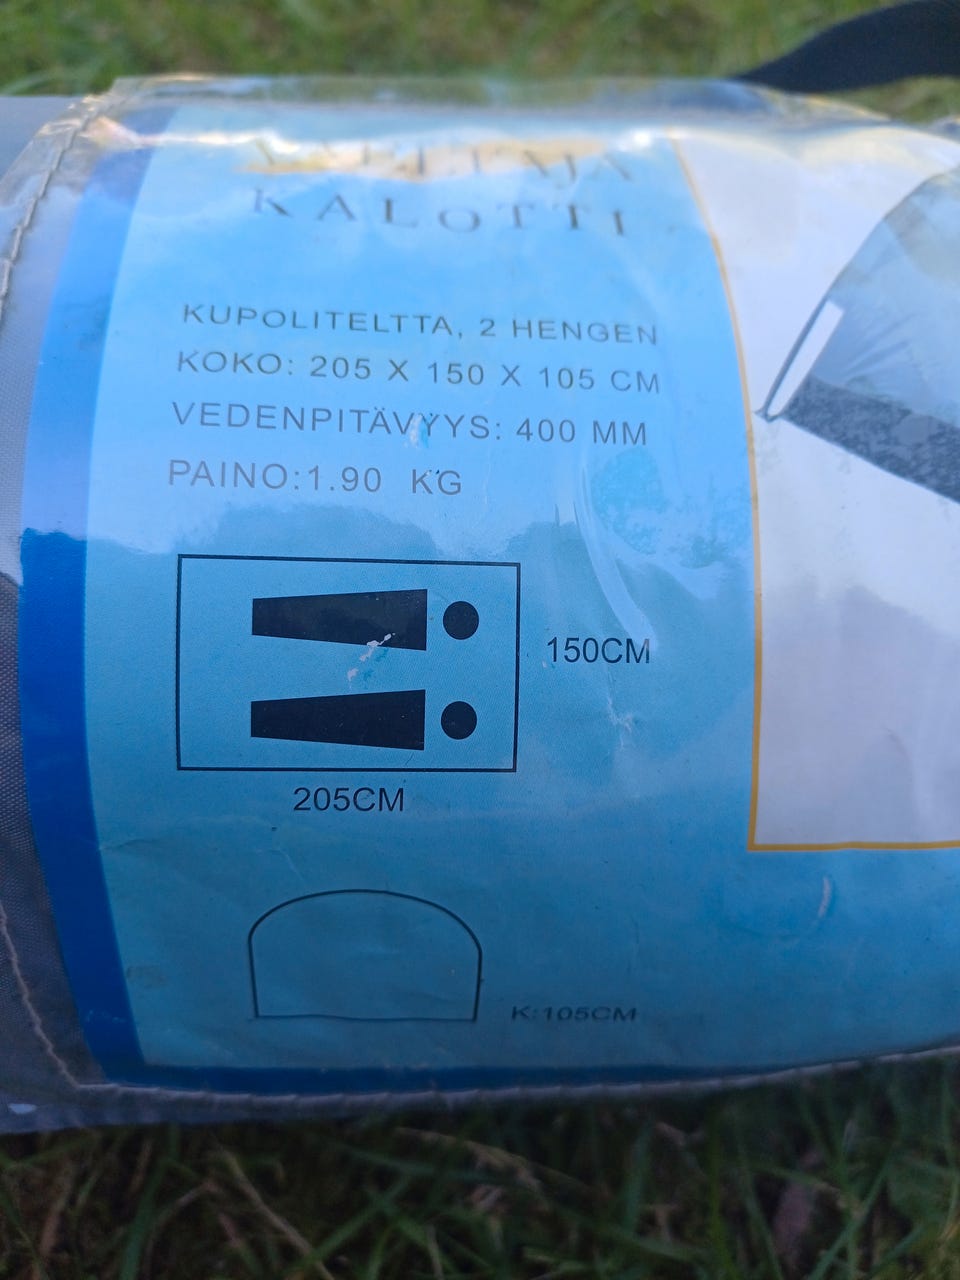 KALOTTI
KUPOLITELTTA, 2 HENGEN
KOKO: 205 X 150 X 105 CM
VEDENPITÄVYYS: 400 MM
PAINO:1.90 KG
150CM
205CM
K:105CM